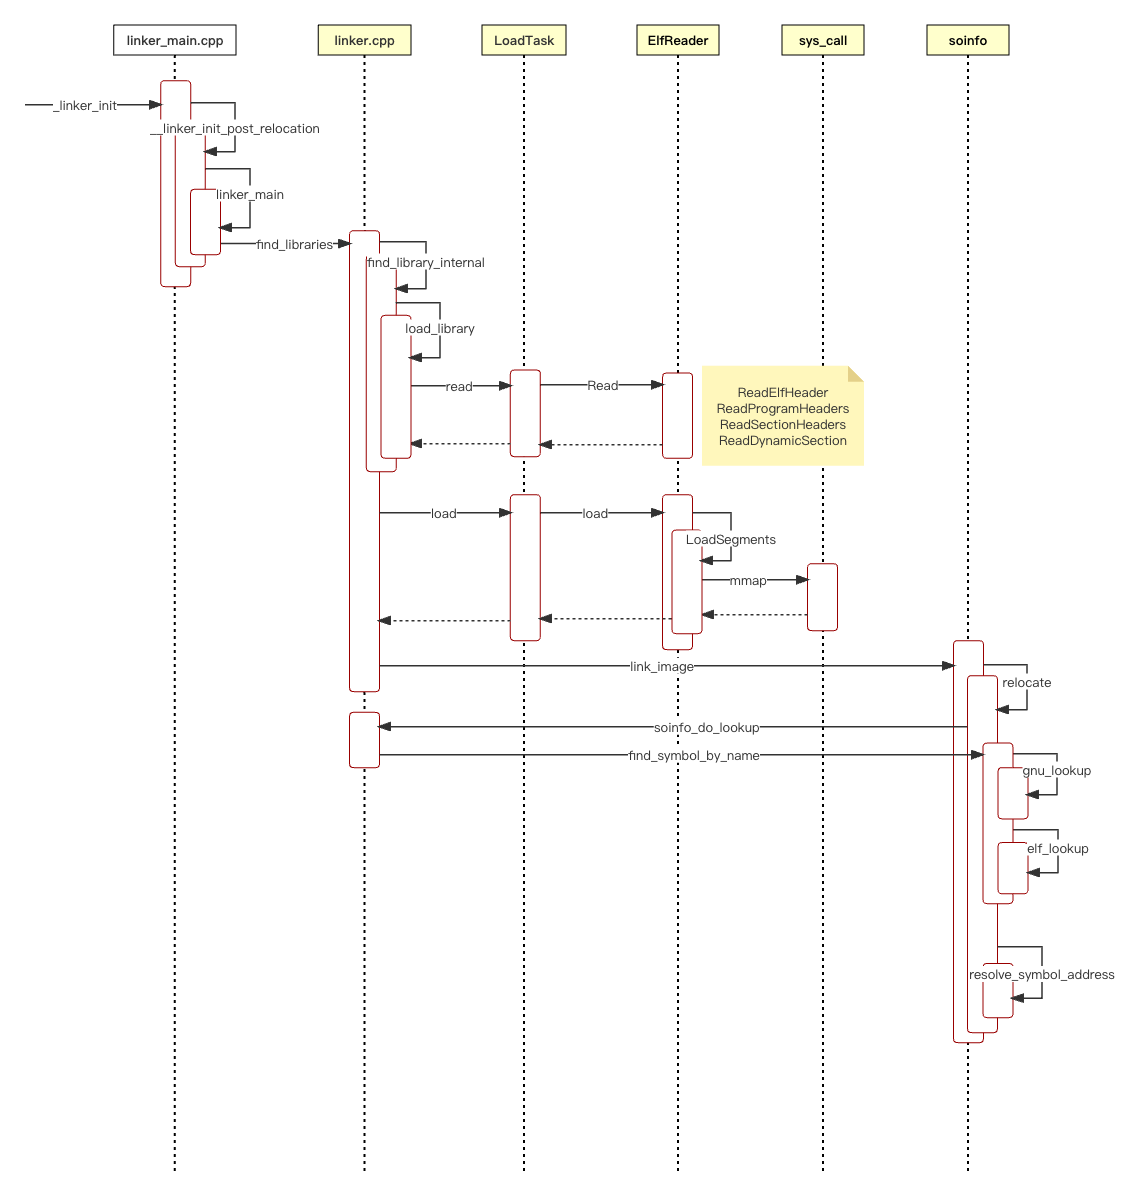 linker_main.cpp
linker.cpp
LoadTask
ElfReader
sys_call
soinfo
_linker_init
__linker_init_post_relocation
linker_main
find_libraries
find_library_internal
load_library
read
Read
ReadElfHeader
ReadProgramHeaders
ReadSectionHeaders
ReadDynamicSection
load
load
LoadSegments
mmap
link_image
relocate
soinfo_do_lookup
find_symbol_by_name
gnu_lookup
elf_lookup
resolve_symbol_address